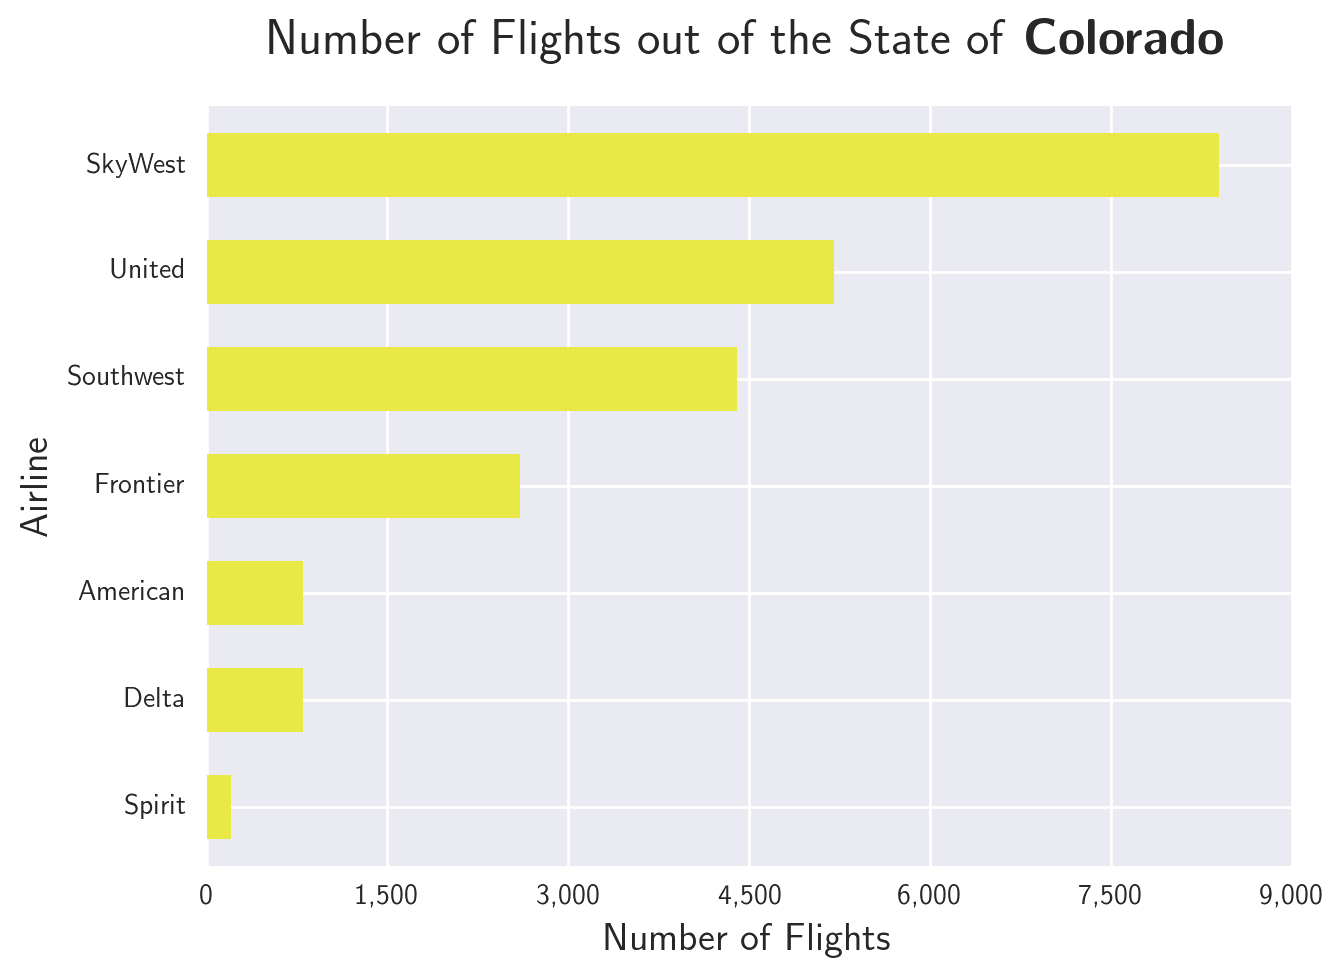 Number of Flights out of the State of Colorado
SkyWest
United
Southwest
Frontier
American
Delta
Spirit
Airline
0 1,500 3,000 4,500 6,000 7,500 9,000
Number of Flights